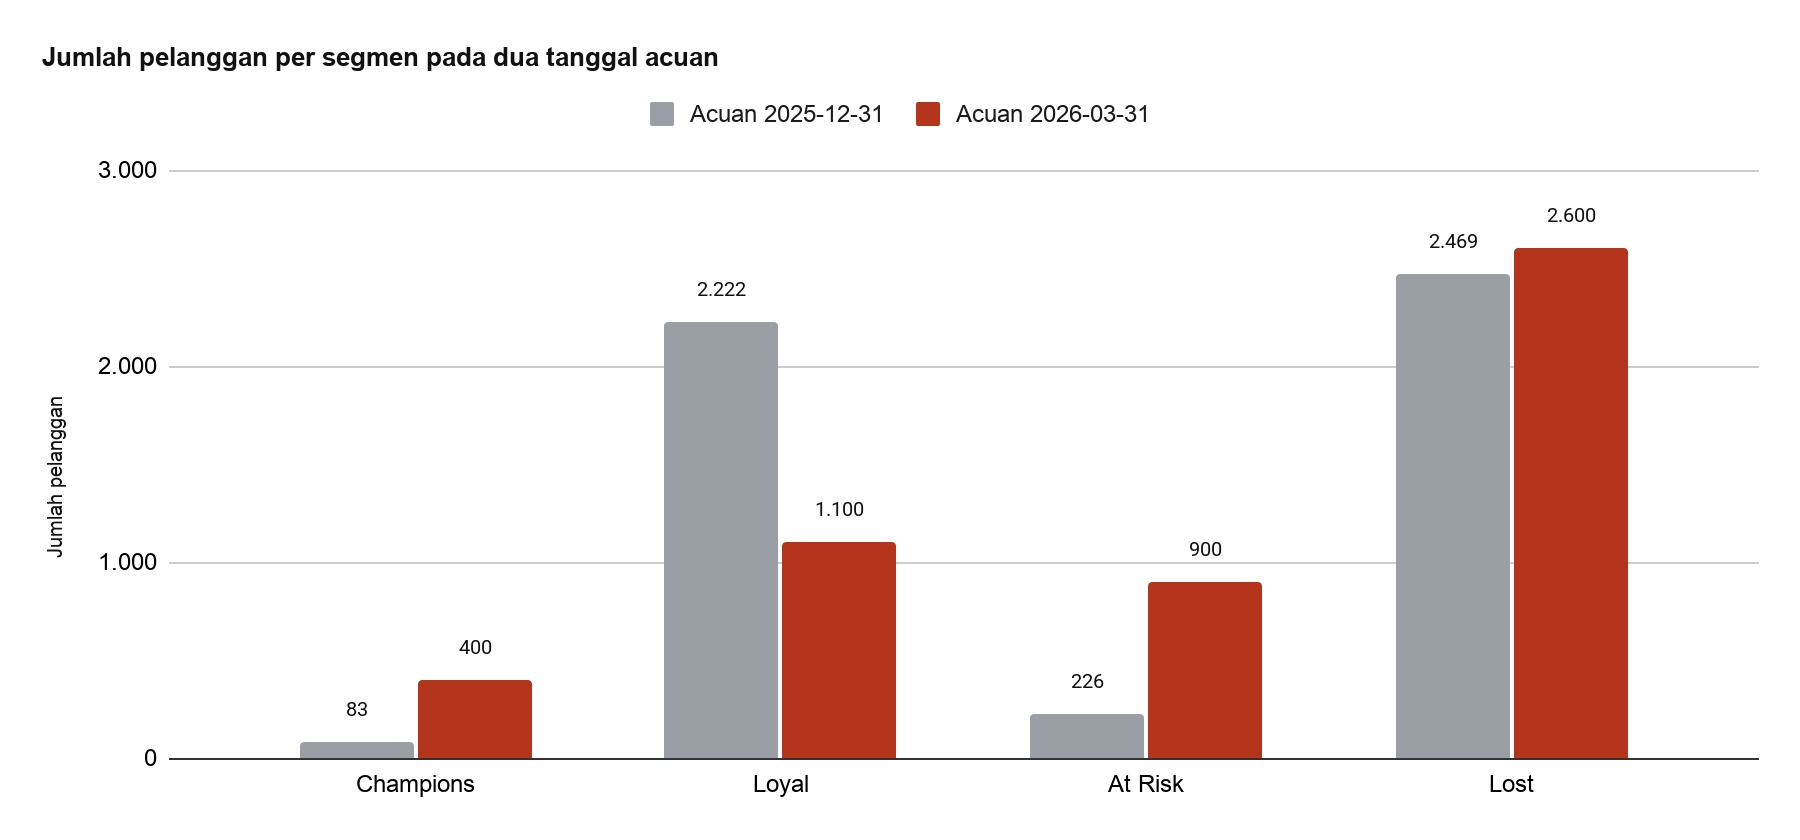 Jumlah pelanggan per segmen pada dua tanggal acuan
Acuan 2025-12-31 Acuan 2026-03-31
Jumlah pelanggan
3.000
2.000
1.000
0
83 400
2.222 1.100
226 900
2.469 2.600
Champions Loyal At Risk Lost